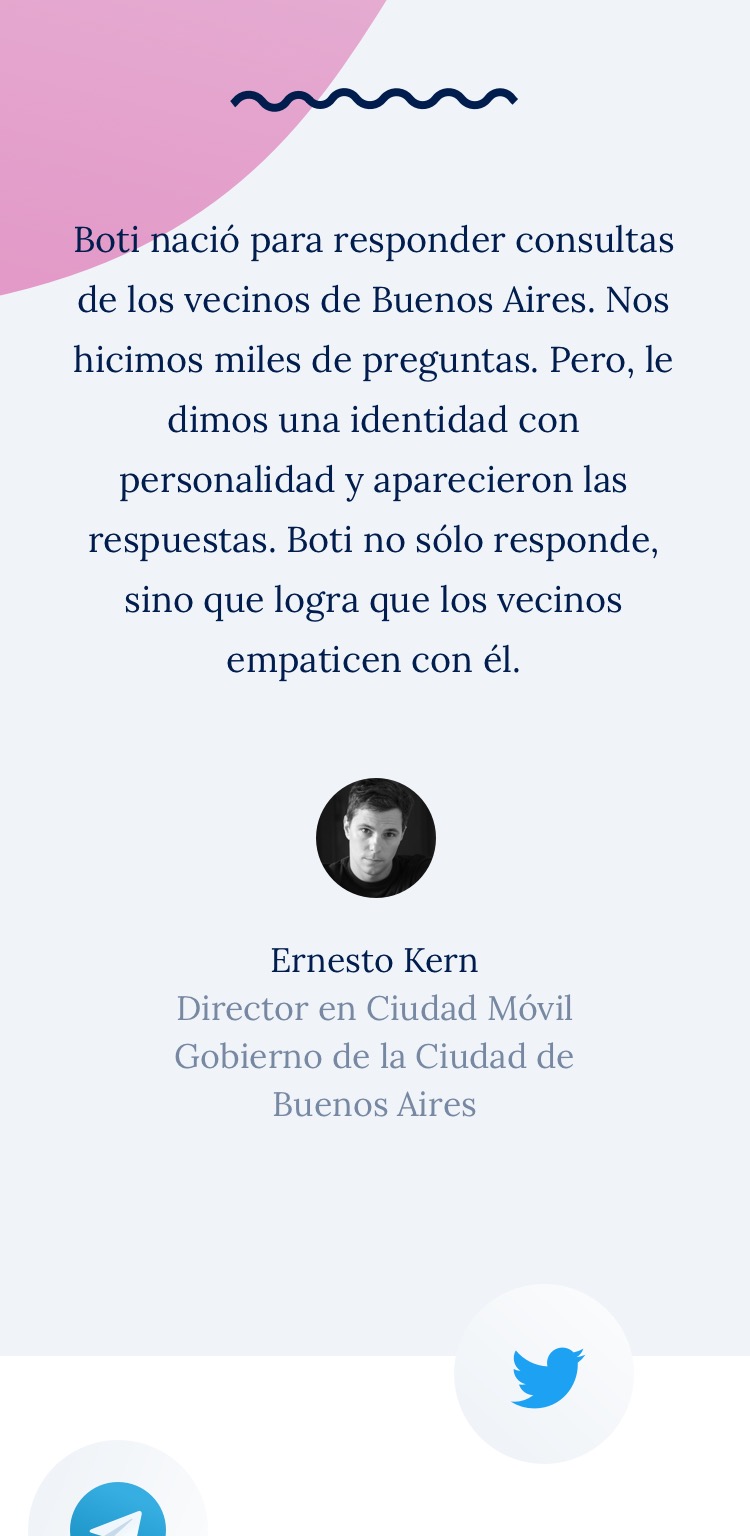 Boti nació para responder consultas
de los vecinos de Buenos Aires. Nos
hicimos miles de preguntas. Pero, le
dimos una identidad con
personalidad y aparecieron las
respuestas. Boti no sólo responde,
sino que logra que los vecinos
empaticen con él.
Ernesto Kern
Director en Ciudad Móvil
Gobierno de la Ciudad de
Buenos Aires